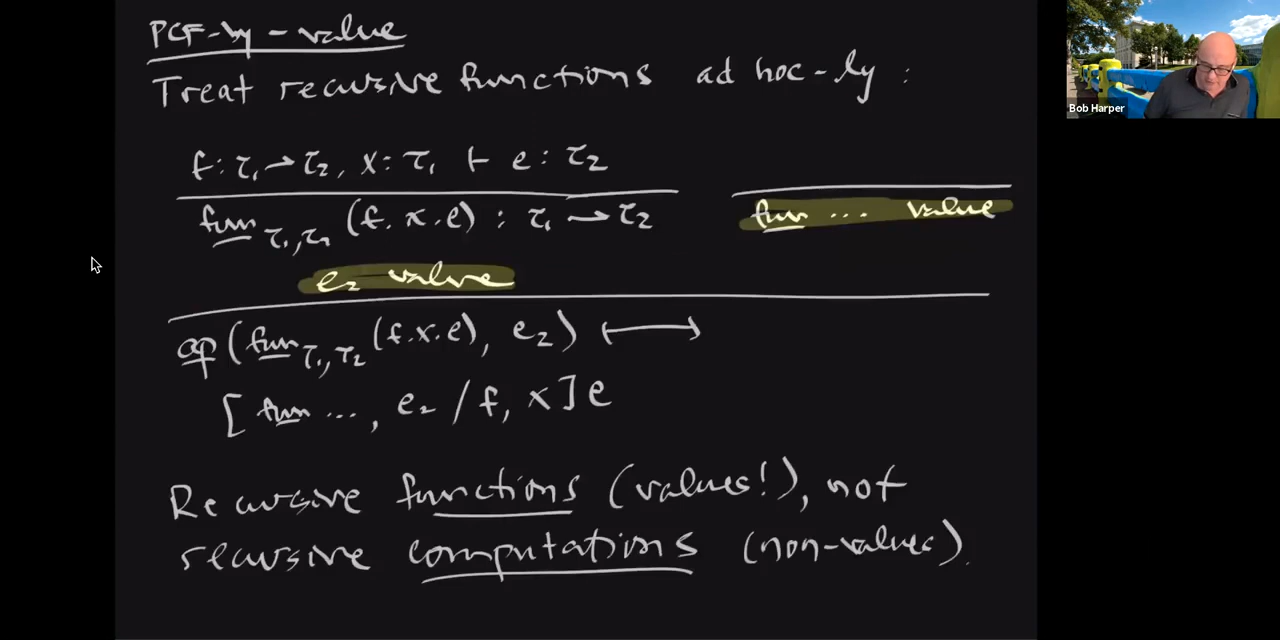 PCF-by-value
Treat recursive functions ad hoc-ly :
f : τ₁ → τ₂, x : τ₁ ⊢ e : τ₂
fun τ₁,τ₂ (f. x. e) : τ₁ → τ₂
fun ... value
e₂ value
ap (fun τ₁,τ₂ (f. x. e), e₂) ⟼
[fun ..., e₂ / f, x] e
Recursive functions (values!), not
recursive computations (non-values).
Bob Harper